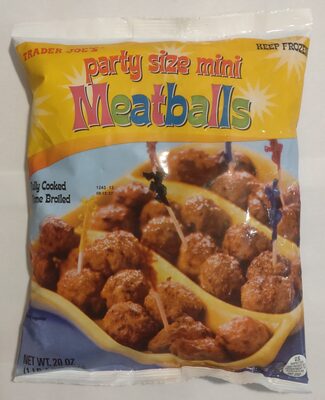 TRADER JOE'S
KEEP FROZEN
party size mini
Meatballs
Fully Cooked
Flame Broiled
NET WT. 20 OZ